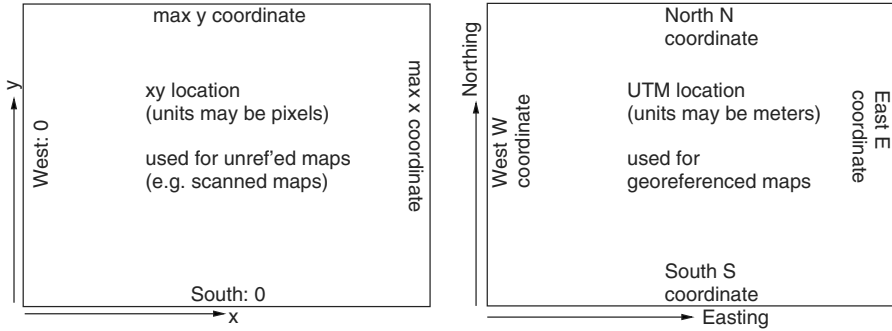 max y coordinate
y
xy location
(units may be pixels)
used for unref'ed maps
(e.g. scanned maps)
West: 0
max x coordinate
South: 0
x
North N
coordinate
Northing
UTM location
(units may be meters)
used for
georeferenced maps
West W
coordinate
East E
coordinate
South S
coordinate
Easting